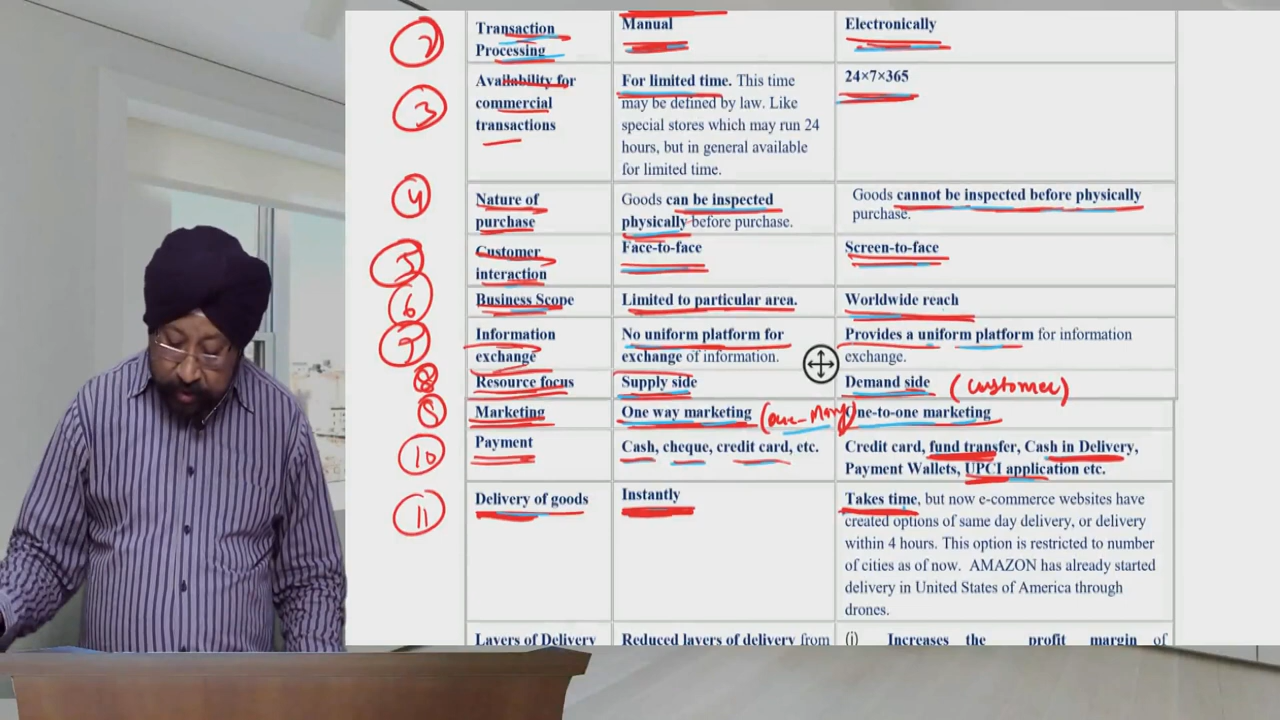 2
Transaction
Processing
Manual
Electronically
3
Availability for
commercial
transactions
For limited time. This time
may be defined by law. Like
special stores which may run 24
hours, but in general available
for limited time.
24×7×365
4
Nature of
purchase
Goods can be inspected
physically before purchase.
Goods cannot be inspected before physically
purchase.
5
Customer
interaction
Face-to-face
Screen-to-face
6
Business Scope
Limited to particular area.
Worldwide reach
7
Information
exchange
No uniform platform for
exchange of information.
Provides a uniform platform for information
exchange.
8
Resource focus
Supply side
Demand side (customer)
9
Marketing
One way marketing (one-Many)
One-to-one marketing
10
Payment
Cash, cheque, credit card, etc.
Credit card, fund transfer, Cash in Delivery,
Payment Wallets, UPCI application etc.
11
Delivery of goods
Instantly
Takes time, but now e-commerce websites have
created options of same day delivery, or delivery
within 4 hours. This option is restricted to number
of cities as of now. AMAZON has already started
delivery in United States of America through
drones.
Layers of Delivery
Reduced layers of delivery from
(i) Increases the profit margin of